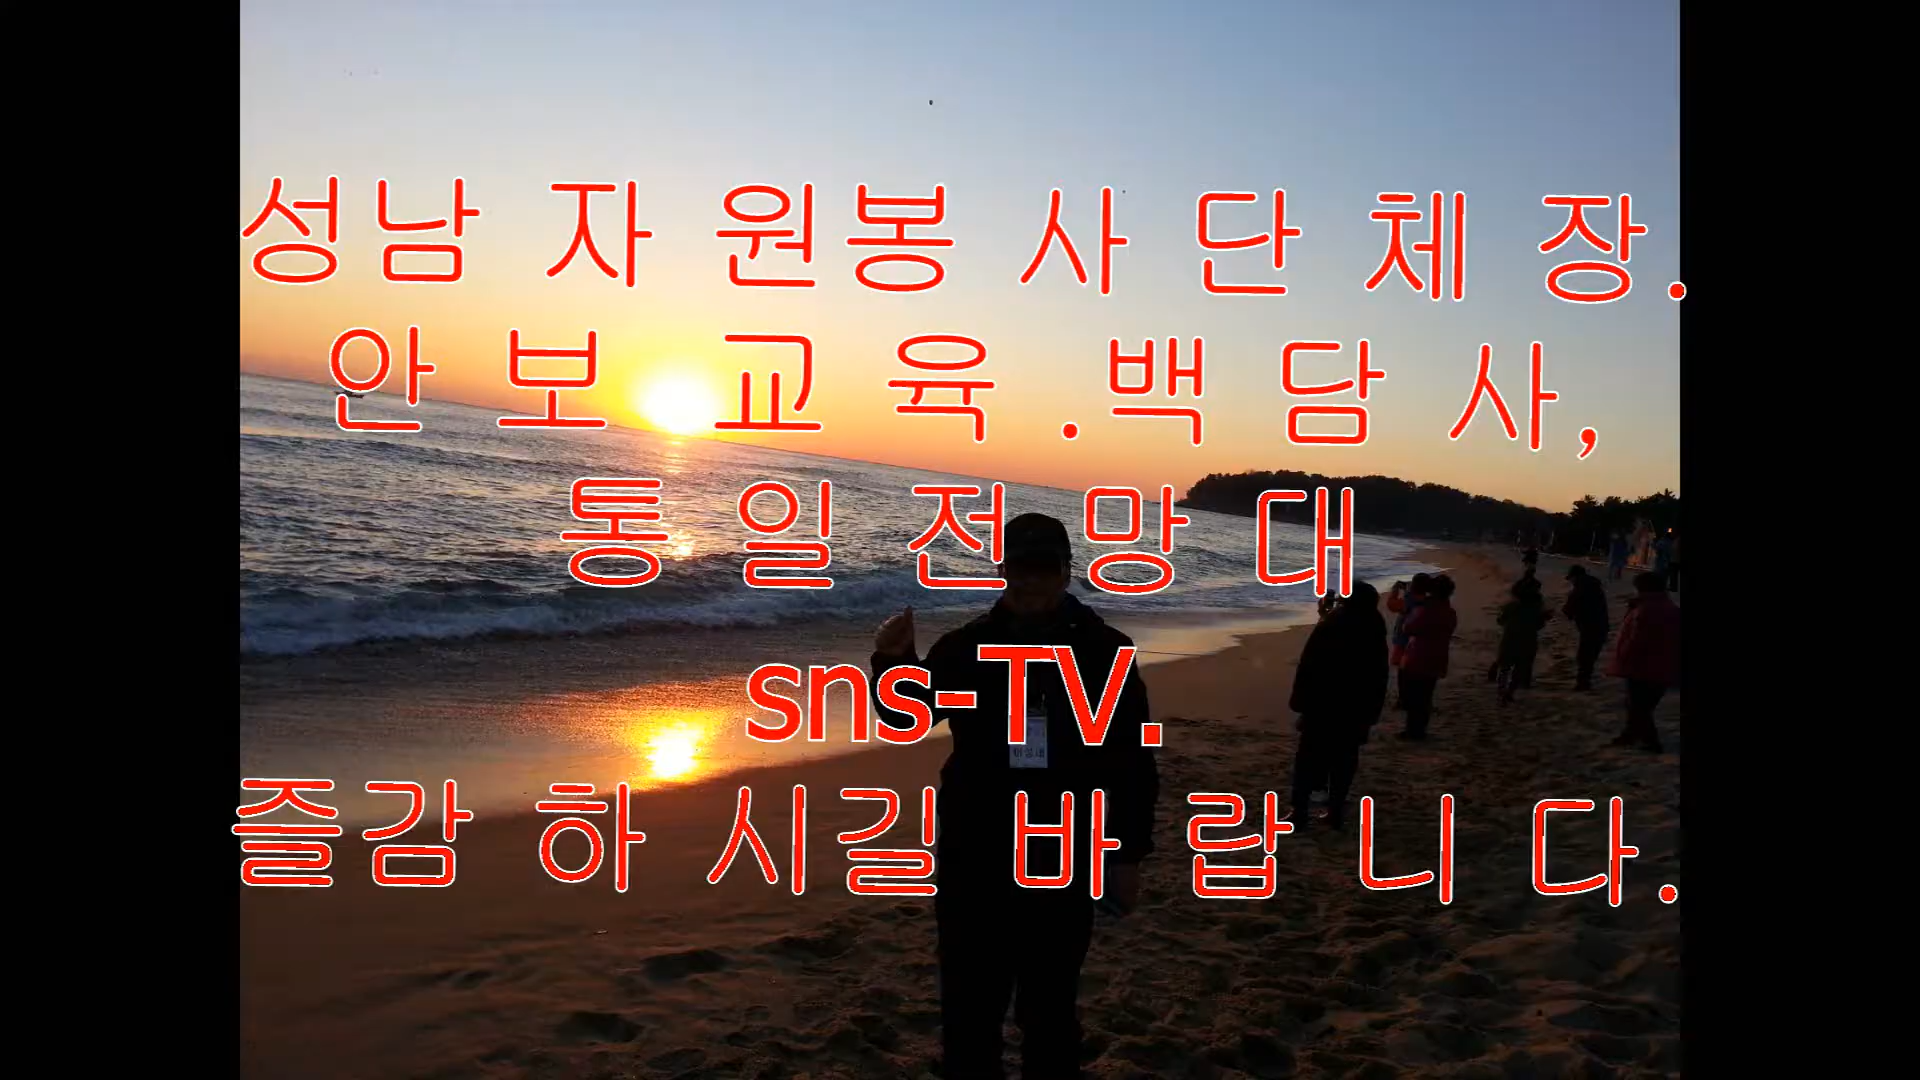 성남 자 원봉 사 단 체 장.
안 보 교 육 .백 담 사,
통 일 전 망 대
sns-TV.
즐감 하 시길 바 랍 니 다.